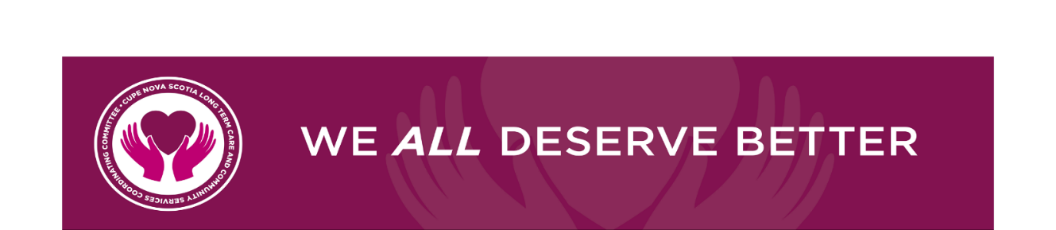 CUPE NOVA SCOTIA LONG TERM CARE AND COMMUNITY SERVICES COORDINATING COMMITTEE •
WE ALL DESERVE BETTER